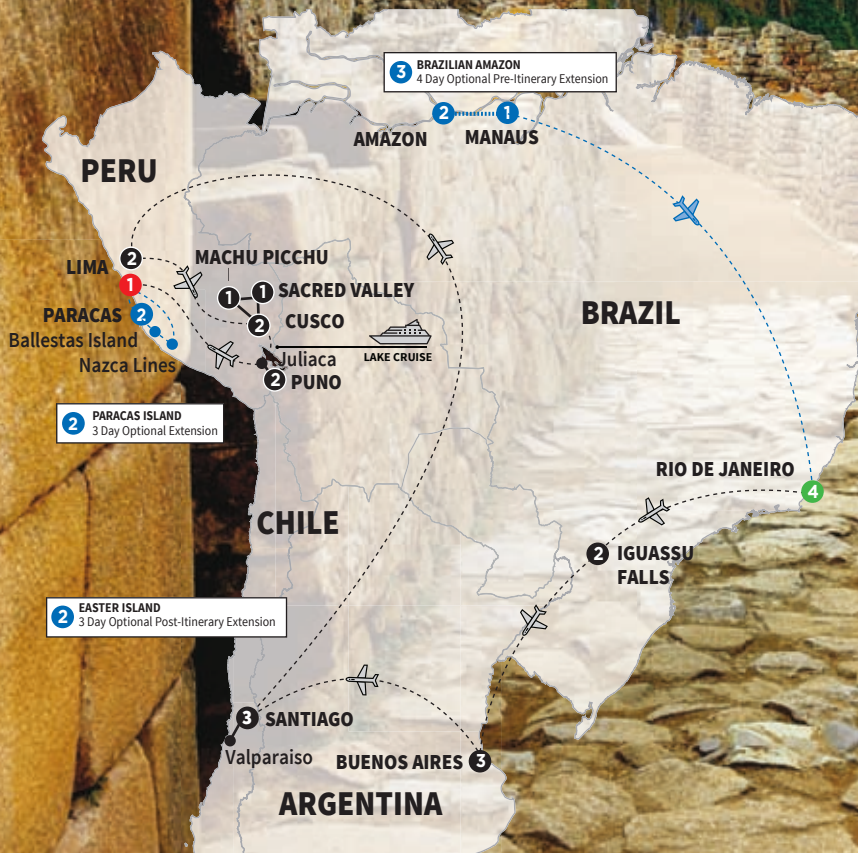 3
BRAZILIAN AMAZON
4 Day Optional Pre-Itinerary Extension
2
1
AMAZON
MANAUS
PERU
2
LIMA
1
MACHU PICCHU
1
1
SACRED VALLEY
2
CUSCO
PARACAS
2
Ballestas Island
Nazca Lines
Juliaca
2
PUNO
LAKE CRUISE
BRAZIL
2
PARACAS ISLAND
3 Day Optional Extension
RIO DE JANEIRO
4
CHILE
2
IGUASSU
FALLS
2
EASTER ISLAND
3 Day Optional Post-Itinerary Extension
3
SANTIAGO
Valparaiso
BUENOS AIRES
3
ARGENTINA